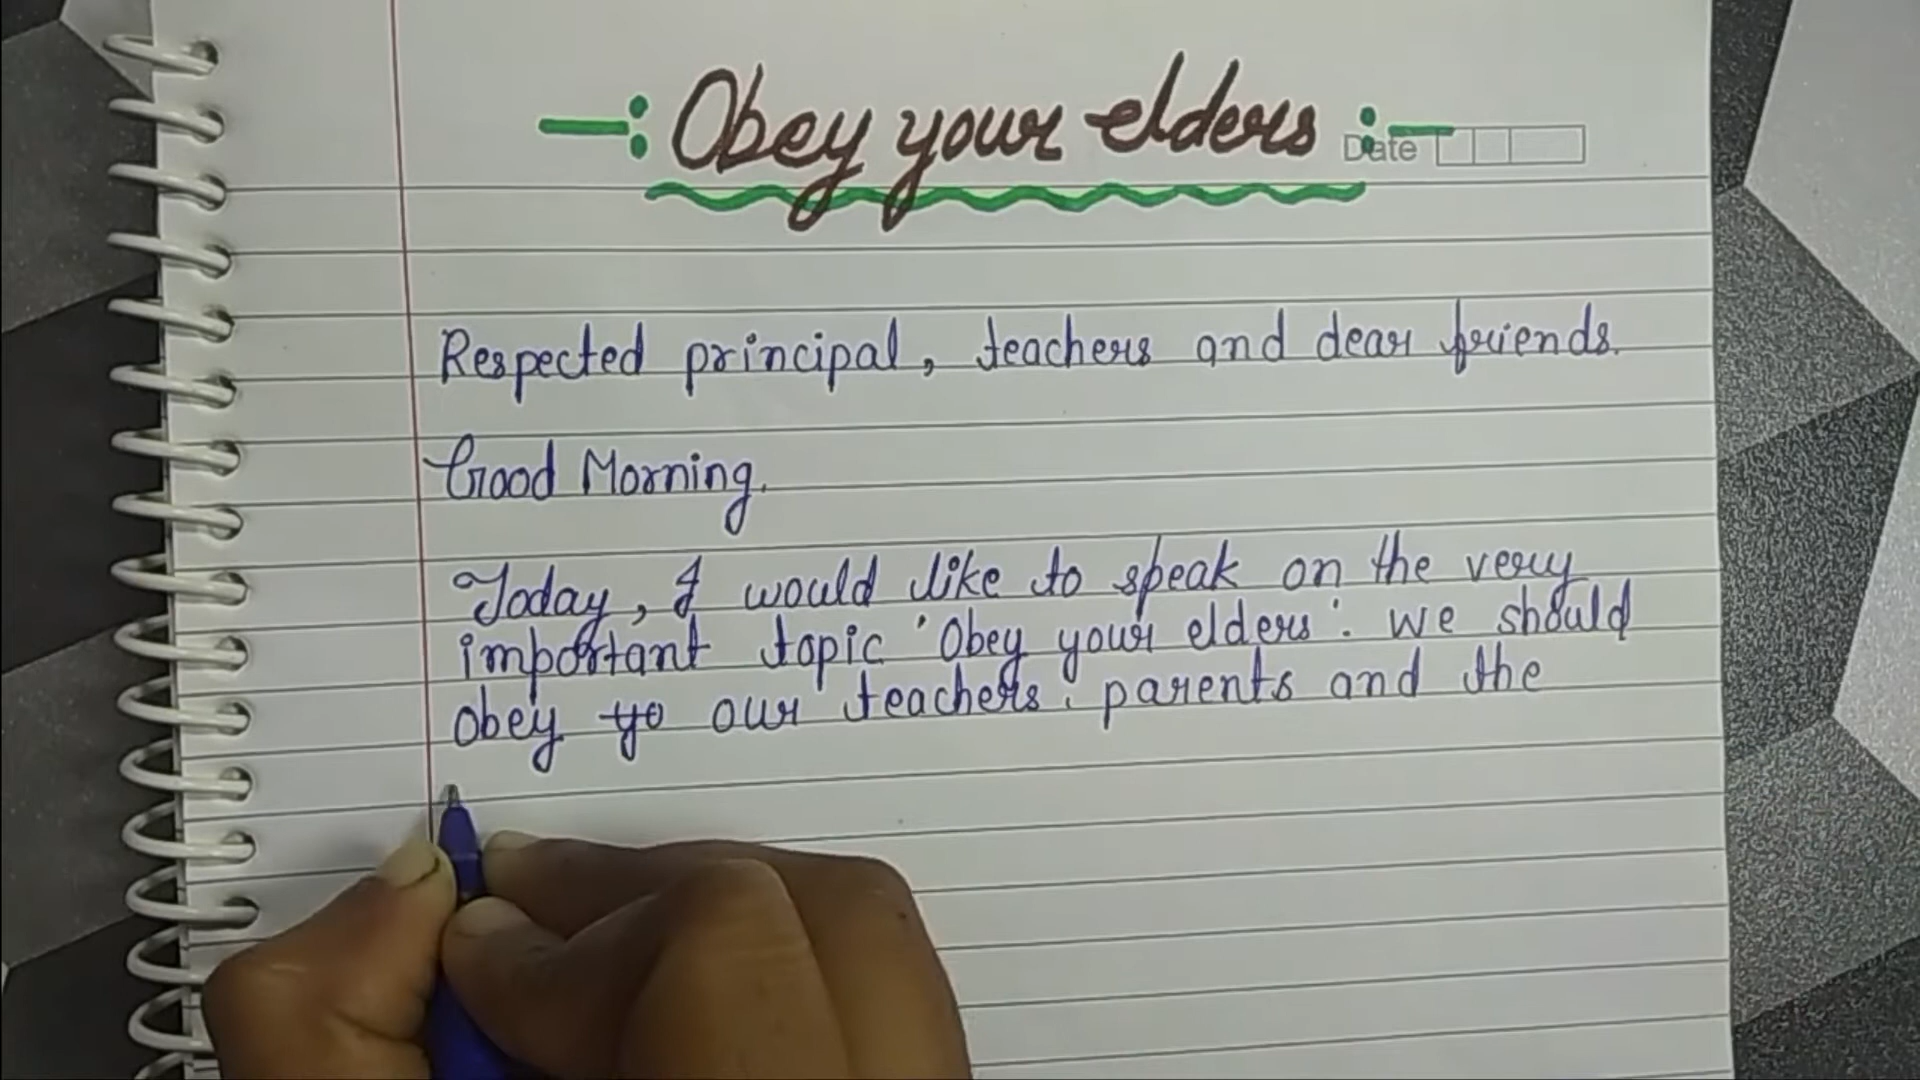 -: Obey your elders :-
Date
Respected principal, teachers and dear friends.
Good Morning.
Today, I would like to speak on the very
important topic 'Obey your elders'. we should
obey yo our teachers, parents and the